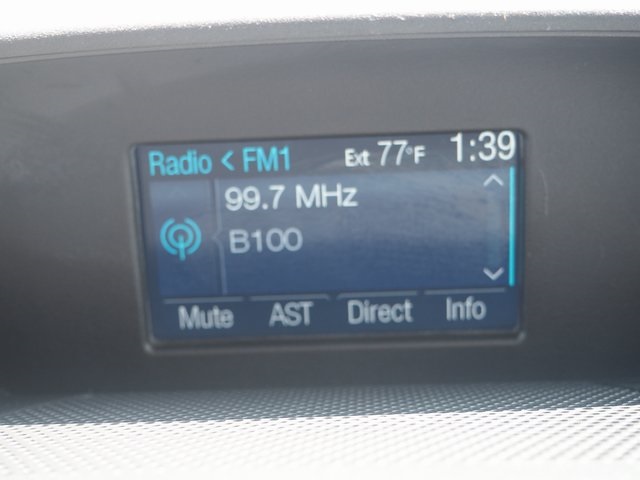 Radio < FM1 Ext 77°F 1:39
99.7 MHz
B100
Mute AST Direct Info